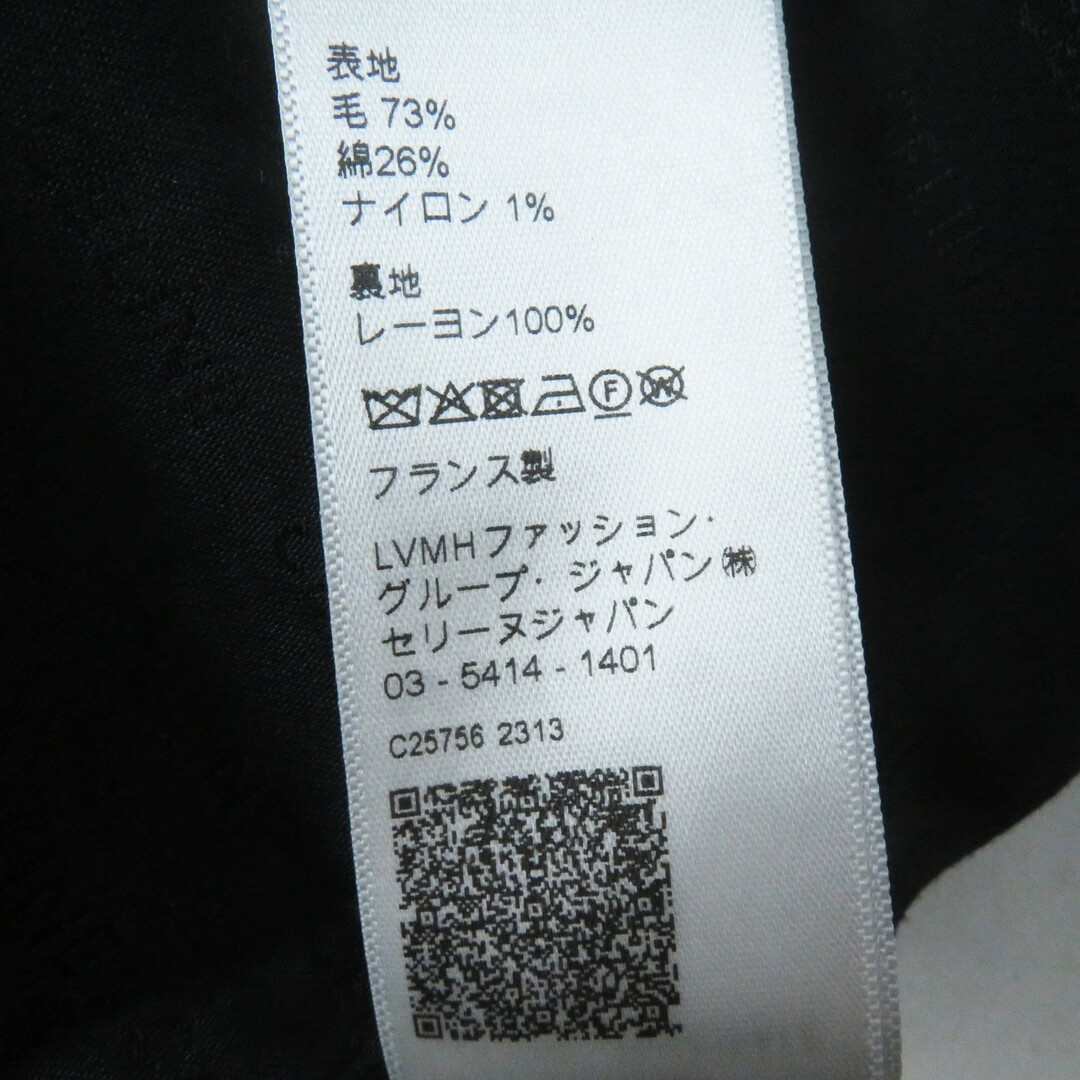 表地
毛 73%
綿26%
ナイロン 1%
裏地
レーヨン100%
F W
フランス製
LVMHファッション・
グループ・ジャパン㈱
セリーヌジャパン
03 - 5414 - 1401
C25756 2313